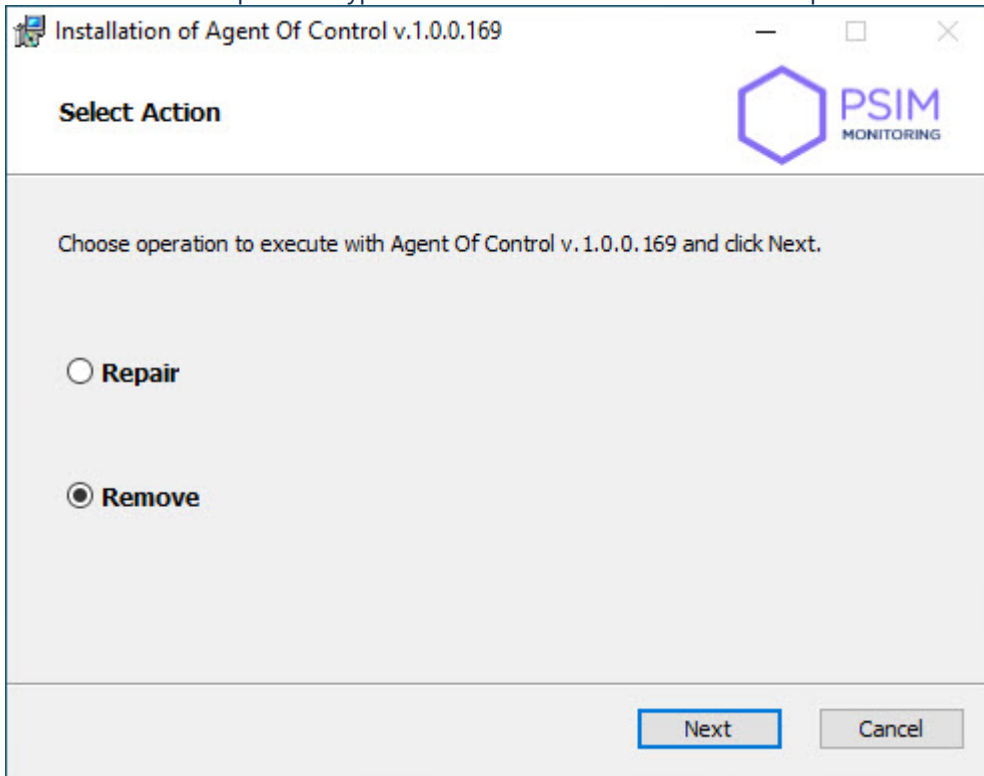 Installation of Agent Of Control v.1.0.0.169
Select Action
PSIM
MONITORING
Choose operation to execute with Agent Of Control v.1.0.0.169 and click Next.
Repair
Remove
Next
Cancel